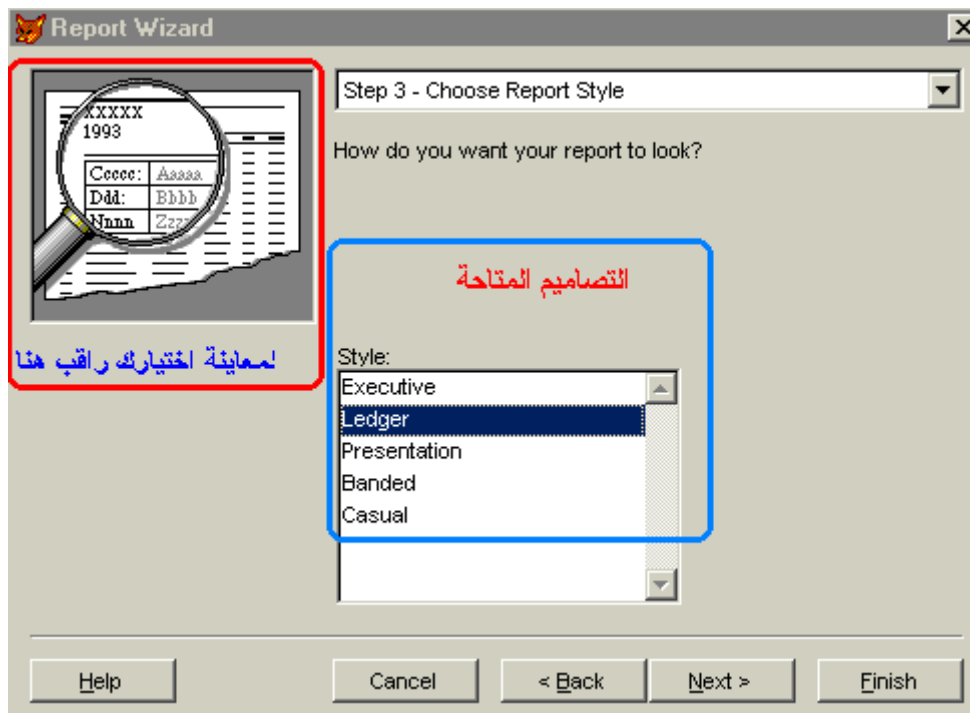 Report Wizard
XXXXX
1993
Ccccc: Aaaaa
Ddd: Bbbb
Nnnn
لمعاينة اختيارك راقب هنا
Step 3 - Choose Report Style
How do you want your report to look?
التصاميم المتاحة
Style:
Executive
Ledger
Presentation
Banded
Casual
Help
Cancel
< Back
Next >
Finish